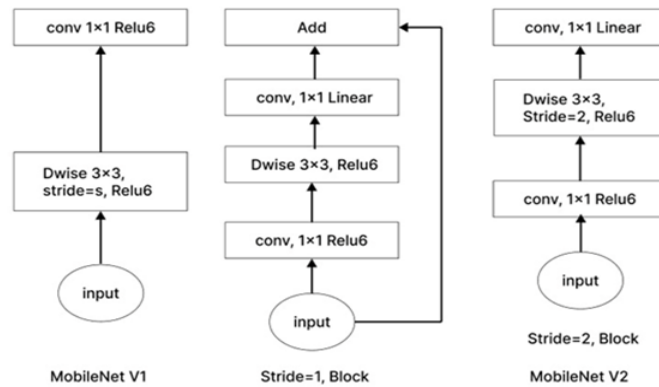 conv 1×1 Relu6
Dwise 3×3,
stride=s, Relu6
input
MobileNet V1
Add
conv, 1×1 Linear
Dwise 3×3, Relu6
conv, 1×1 Relu6
input
Stride=1, Block
conv, 1×1 Linear
Dwise 3×3,
Stride=2, Relu6
conv, 1×1 Relu6
input
Stride=2, Block
MobileNet V2